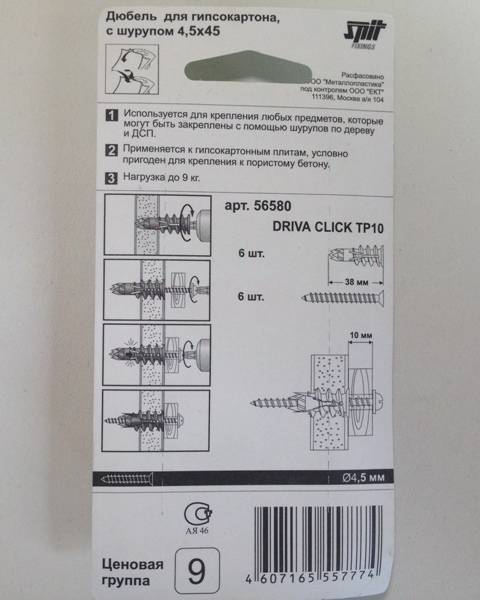 Дюбель для гипсокартона,
с шурупом 4,5x45
Spit
FIXINGS
Расфасовано
ООО "Металлопластика"
под контролем ООО "ЕКТ"
111396, Москва а/я 104
1 Используется для крепления любых предметов, которые
могут быть закреплены с помощью шурупов по дереву
и ДСП.
2 Применяется к гипсокартонным плитам, условно
пригоден для крепления к пористому бетону.
3 Нагрузка до 9 кг.
арт. 56580
DRIVA CLICK TP10
6 шт.
38 мм
6 шт.
10 мм
Ø4,5 мм
АЯ 46
Ценовая
группа
9
4 607165 557774